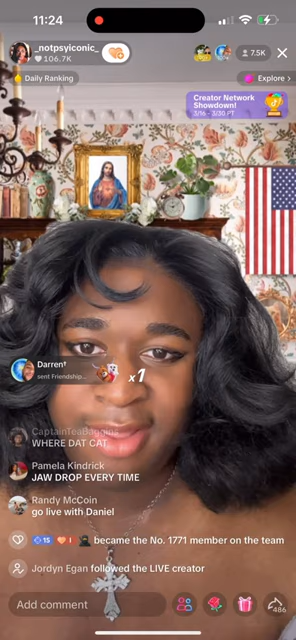 11:24
_notpsyiconic_
106.7K
7.5K
Daily Ranking
Explore >
Creator Network
Showdown!
3/16 - 3/30 PT
Darren†
sent Friendship...
x1
CaptainTeaBaggins
WHERE DAT CAT
Pamela Kindrick
JAW DROP EVERY TIME
Randy McCoin
go live with Daniel
15 1 became the No. 1771 member on the team
Jordyn Egan followed the LIVE creator
Add comment
486